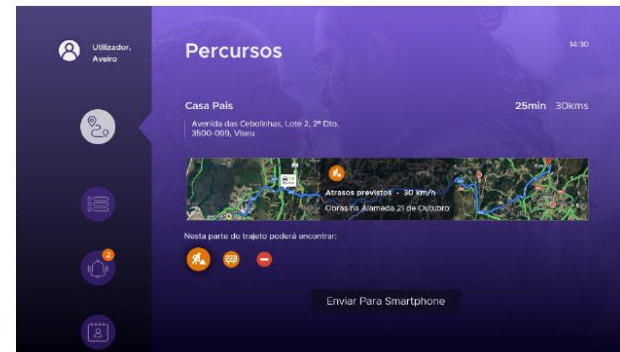 Utilizador,
Aveiro
Percursos
14:30
Casa Pais
25min 30kms
Avenida das Cebolinhas, Lote 2, 2º Dto.
3500-099, Viseu
Atrasos previstos - 30 km/h
Obras na Alameda 21 de Outubro
Nesta parte do trajeto poderá encontrar:
2
Enviar Para Smartphone